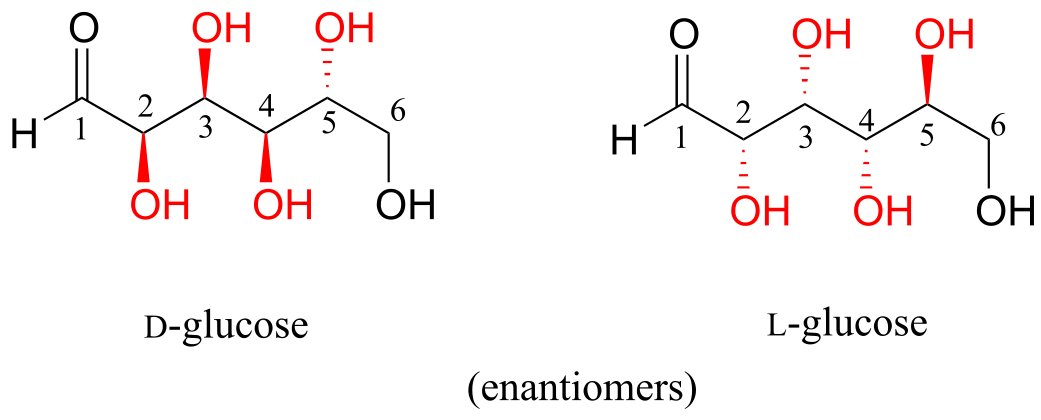 O OH OH O OH OH
H 1 2 3 4 5 6 H 1 2 3 4 5 6
OH OH OH OH OH OH
D-glucose L-glucose
(enantiomers)